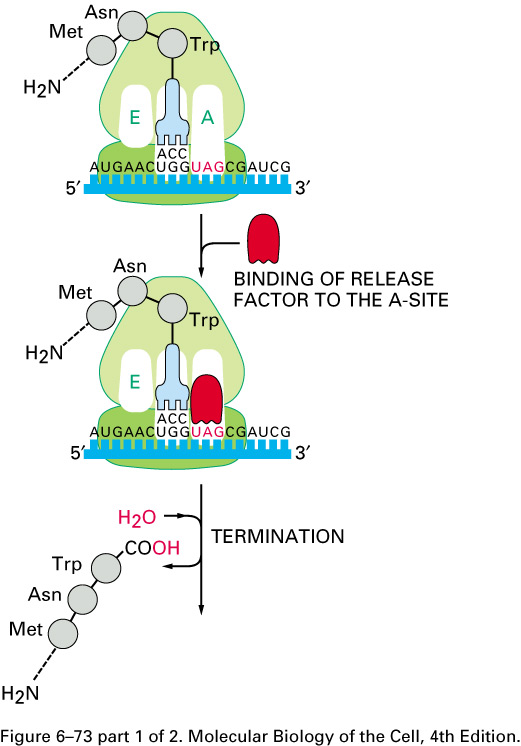 Asn
Met
Trp
H2N
E
A
ACC
AUGAACUGGUAGCGAUCG
5′ 3′
BINDING OF RELEASE
FACTOR TO THE A-SITE
Asn
Met
Trp
H2N
E
ACC
AUGAACUGGUAGCGAUCG
5′ 3′
H2O
TERMINATION
COOH
Trp
Asn
Met
H2N
Figure 6–73 part 1 of 2. Molecular Biology of the Cell, 4th Edition.